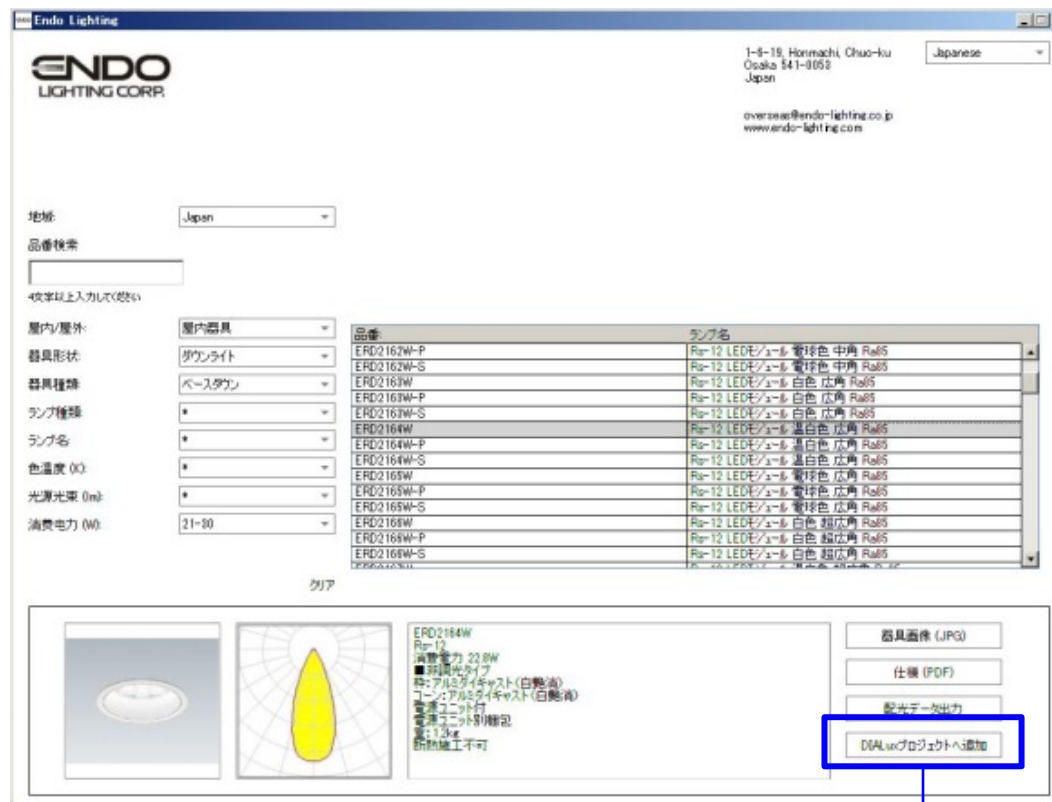 Endo Lighting
ENDO
LIGHTING CORP.
1-6-19, Honmachi, Chuo-ku
Osaka 541-0053
Japan
Japanese
overseas@endo-lighting.co.jp
www.endo-lighting.com
地域:
Japan
品番検索
4文字以上入力してください
屋内/屋外:
屋内器具
器具形状:
ダウンライト
器具種類:
ベースダウン
ランプ種類:
*
ランプ名:
*
色温度 (K):
*
光源光束 (lm):
*
消費電力 (W):
21-30
クリア
品番: ランプ名
ERD2162W-P Rs-12 LEDモジュール 電球色 中角 Ra85
ERD2162W-S Rs-12 LEDモジュール 電球色 中角 Ra85
ERD2163W Rs-12 LEDモジュール 白色 広角 Ra85
ERD2163W-P Rs-12 LEDモジュール 白色 広角 Ra85
ERD2163W-S Rs-12 LEDモジュール 白色 広角 Ra85
ERD2164W Rs-12 LEDモジュール 温白色 広角 Ra85
ERD2164W-P Rs-12 LEDモジュール 温白色 広角 Ra85
ERD2164W-S Rs-12 LEDモジュール 温白色 広角 Ra85
ERD2165W Rs-12 LEDモジュール 電球色 広角 Ra85
ERD2165W-P Rs-12 LEDモジュール 電球色 広角 Ra85
ERD2165W-S Rs-12 LEDモジュール 電球色 広角 Ra85
ERD2166W Rs-12 LEDモジュール 白色 超広角 Ra85
ERD2166W-P Rs-12 LEDモジュール 白色 超広角 Ra85
ERD2166W-S Rs-12 LEDモジュール 白色 超広角 Ra85
ERD2164W
Rs-12
消費電力 22.8W
■非調光タイプ
枠:アルミダイキャスト(白艶消)
コーン:アルミダイキャスト(白艶消)
電源ユニット付
電源ユニット別梱包
重:1.2kg
断熱施工不可
器具画像 (JPG)
仕様 (PDF)
配光データ出力
DIALuxプロジェクトへ追加